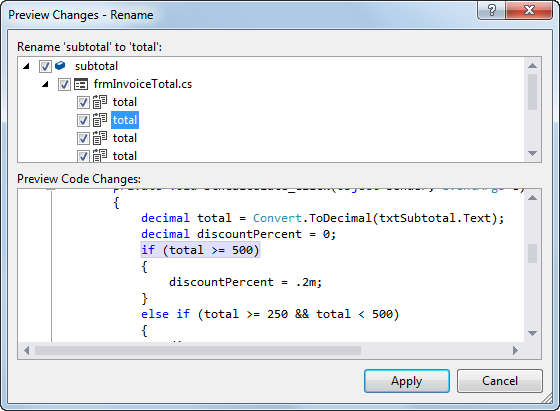 Preview Changes - Rename
Rename 'subtotal' to 'total':
subtotal
frmInvoiceTotal.cs
total
total
total
total
Preview Code Changes:
{
decimal total = Convert.ToDecimal(txtSubtotal.Text);
decimal discountPercent = 0;
if (total >= 500)
{
discountPercent = .2m;
}
else if (total >= 250 && total < 500)
{
Apply
Cancel